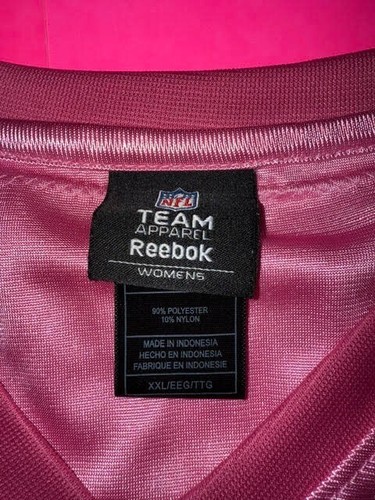 NFL
TEAM
APPAREL
Reebok
WOMENS
90% POLYESTER
10% NYLON
MADE IN INDONESIA
HECHO EN INDONESIA
FABRIQUE EN INDONESIE
XXL/EEG/TTG